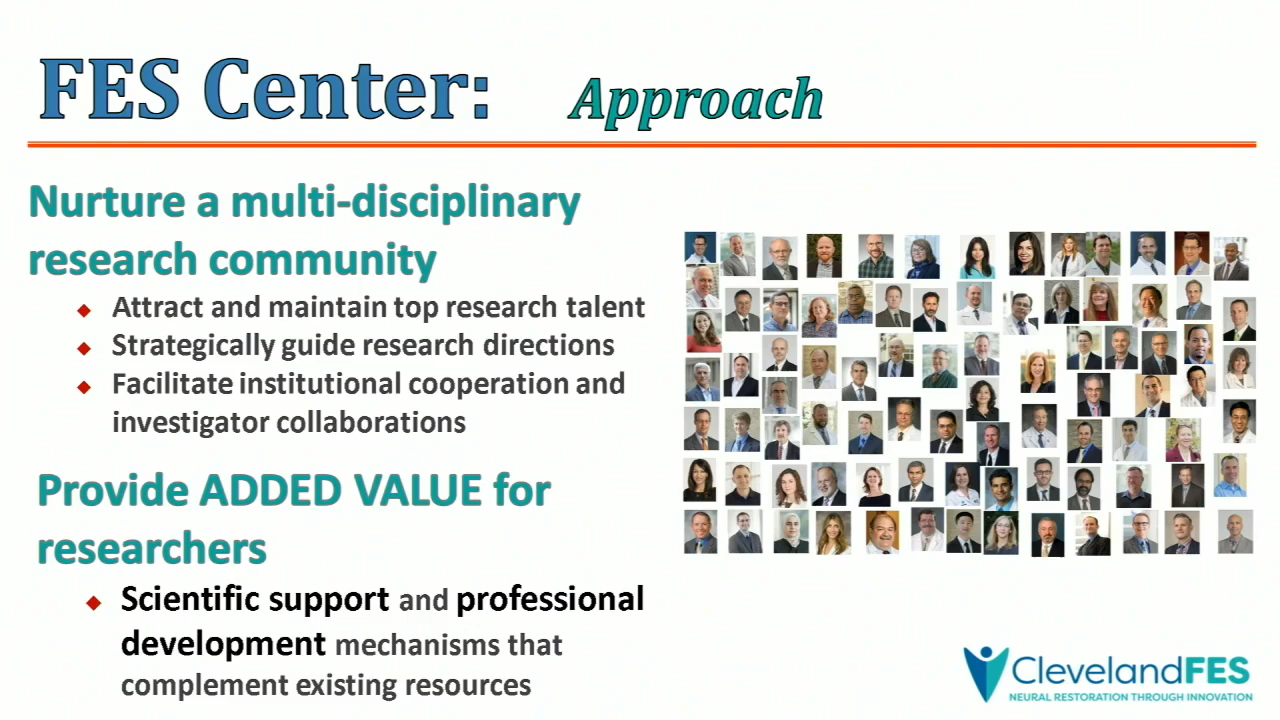 FES Center: Approach
Nurture a multi-disciplinary
research community
Attract and maintain top research talent
Strategically guide research directions
Facilitate institutional cooperation and
investigator collaborations
Provide ADDED VALUE for
researchers
Scientific support and professional
development mechanisms that
complement existing resources
ClevelandFES
NEURAL RESTORATION THROUGH INNOVATION